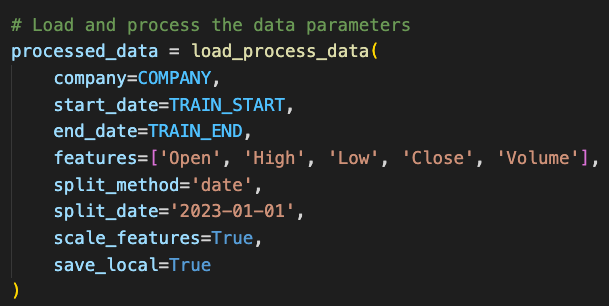 # Load and process the data parameters
processed_data = load_process_data(
    company=COMPANY,
    start_date=TRAIN_START,
    end_date=TRAIN_END,
    features=['Open', 'High', 'Low', 'Close', 'Volume'],
    split_method='date',
    split_date='2023-01-01',
    scale_features=True,
    save_local=True
)